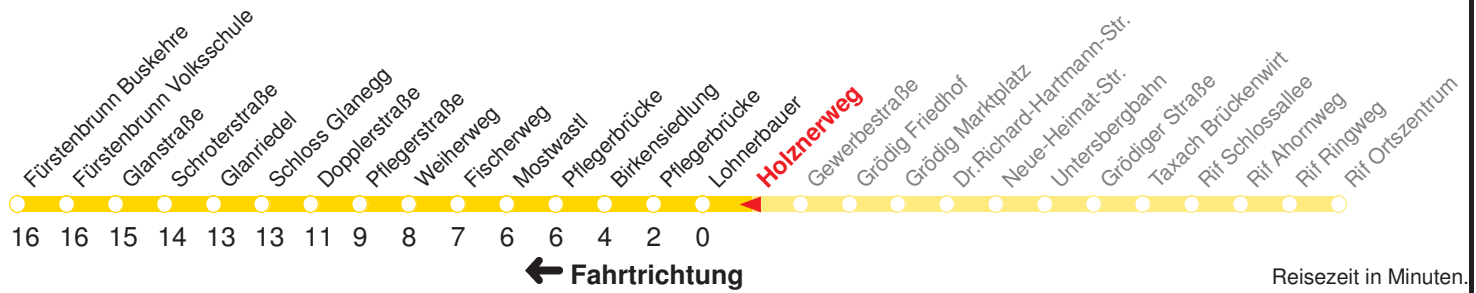 Fürstenbrunn Buskehre
Fürstenbrunn Volksschule
Glanstraße
Schroterstraße
Glanriedel
Schloss Glanegg
Dopplerstraße
Pflegerstraße
Weiherweg
Fischerweg
Mostwastl
Pflegerbrücke
Birkensiedlung
Pflegerbrücke
Lohnerbauer
Holznerweg
Gewerbestraße
Grödig Friedhof
Grödig Marktplatz
Dr.Richard-Hartmann-Str.
Neue-Heimat-Str.
Untersbergbahn
Grödiger Straße
Taxach Brückenwirt
Rif Schlossallee
Rif Ahornweg
Rif Ringweg
Rif Ortszentrum
16 16 15 14 13 13 11 9 8 7 6 6 4 2 0
Fahrtrichtung
Reisezeit in Minuten.